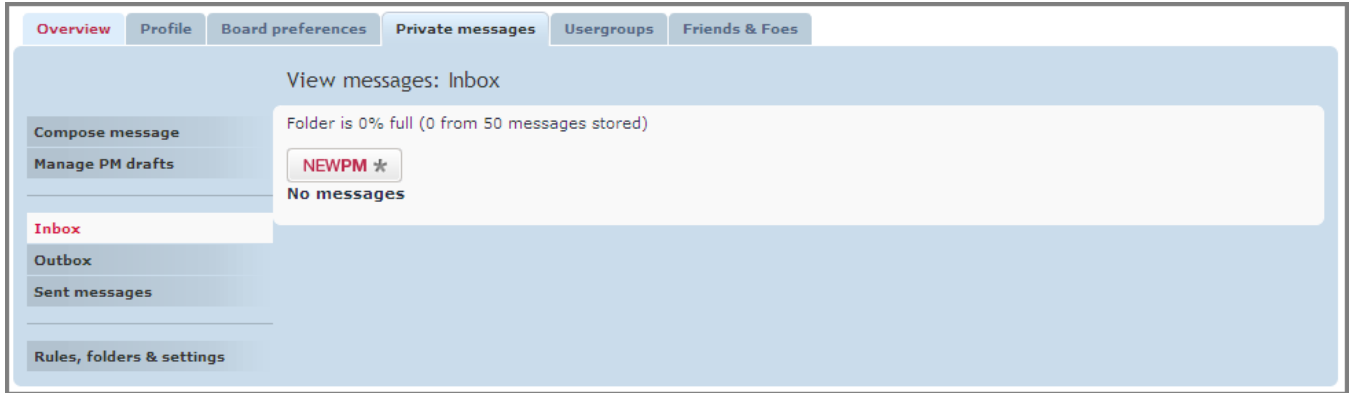 Overview Profile Board preferences Private messages Usergroups Friends & Foes
View messages: Inbox
Compose message
Manage PM drafts
Inbox
Outbox
Sent messages
Rules, folders & settings
Folder is 0% full (0 from 50 messages stored)
NEWPM *
No messages